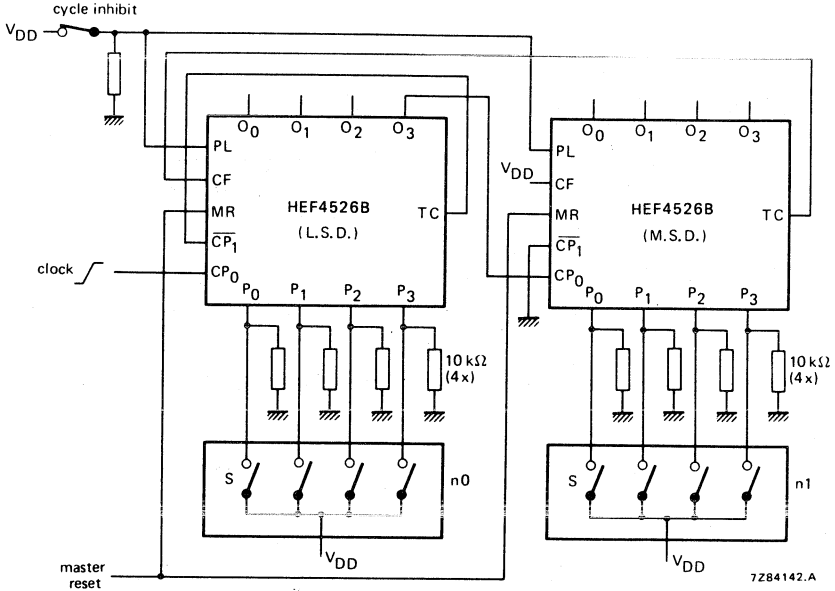 cycle inhibit
VDD
O0 O1 O2 O3
PL
CF
MR
CP1
CP0
HEF4526B
(L.S.D.)
TC
P0 P1 P2 P3
clock
10 kΩ
(4x)
S
n0
VDD
master
reset
O0 O1 O2 O3
PL
VDD
CF
MR
CP1
CP0
HEF4526B
(M.S.D.)
TC
P0 P1 P2 P3
10 kΩ
(4x)
S
n1
VDD
7Z84142.A